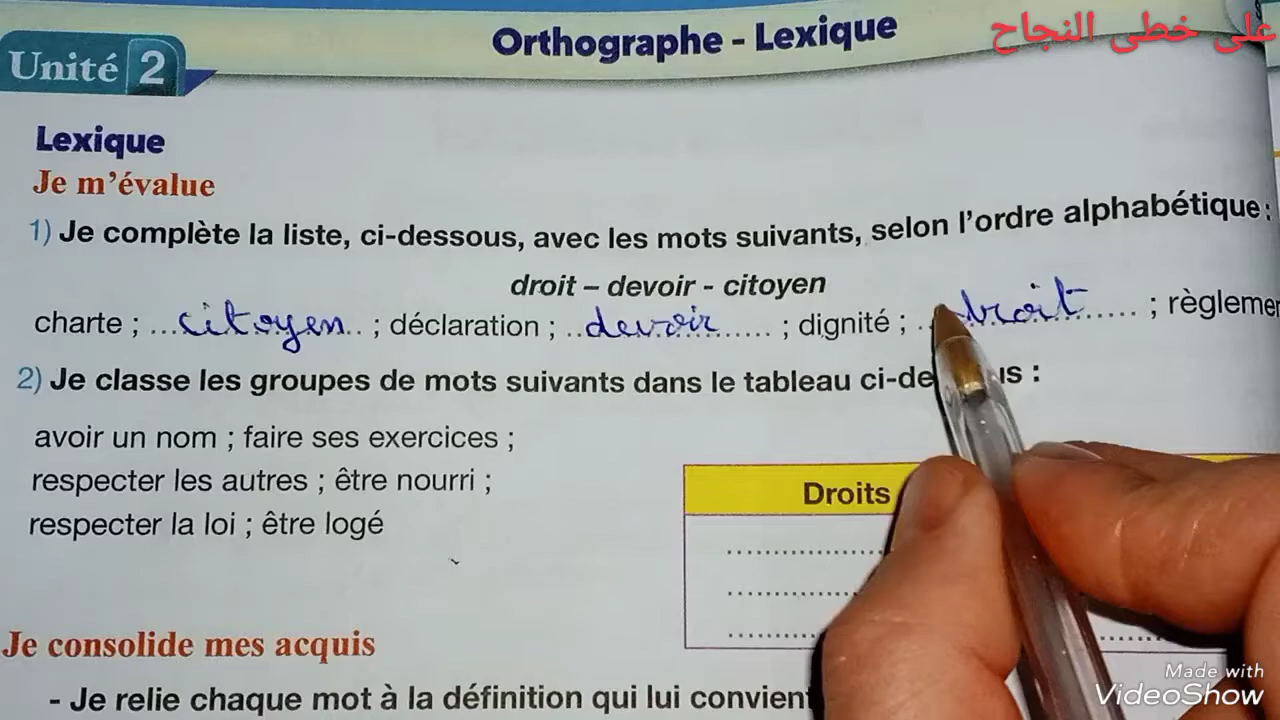 على خطى النجاح
Orthographe - Lexique
Unité 2
Lexique
Je m'évalue
1) Je complète la liste, ci-dessous, avec les mots suivants, selon l'ordre alphabétique :
droit – devoir - citoyen
charte ; ...citoyen.. ; déclaration ; ..devoir....... ; dignité ; ..droit...... ; règlemen
2) Je classe les groupes de mots suivants dans le tableau ci-de us :
avoir un nom ; faire ses exercices ;
respecter les autres ; être nourri ;
respecter la loi ; être logé
Droits
Je consolide mes acquis
- Je relie chaque mot à la définition qui lui convient
Made with
VideoShow